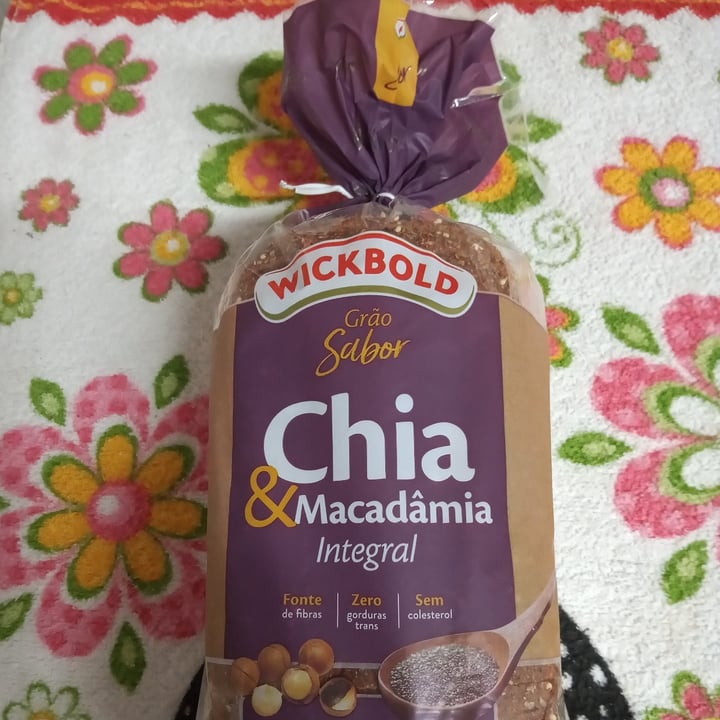 WICKBOLD
Grão
Sabor
Chia
&Macadâmia
Integral
Fonte
de fibras
Zero
gorduras
trans
Sem
colesterol